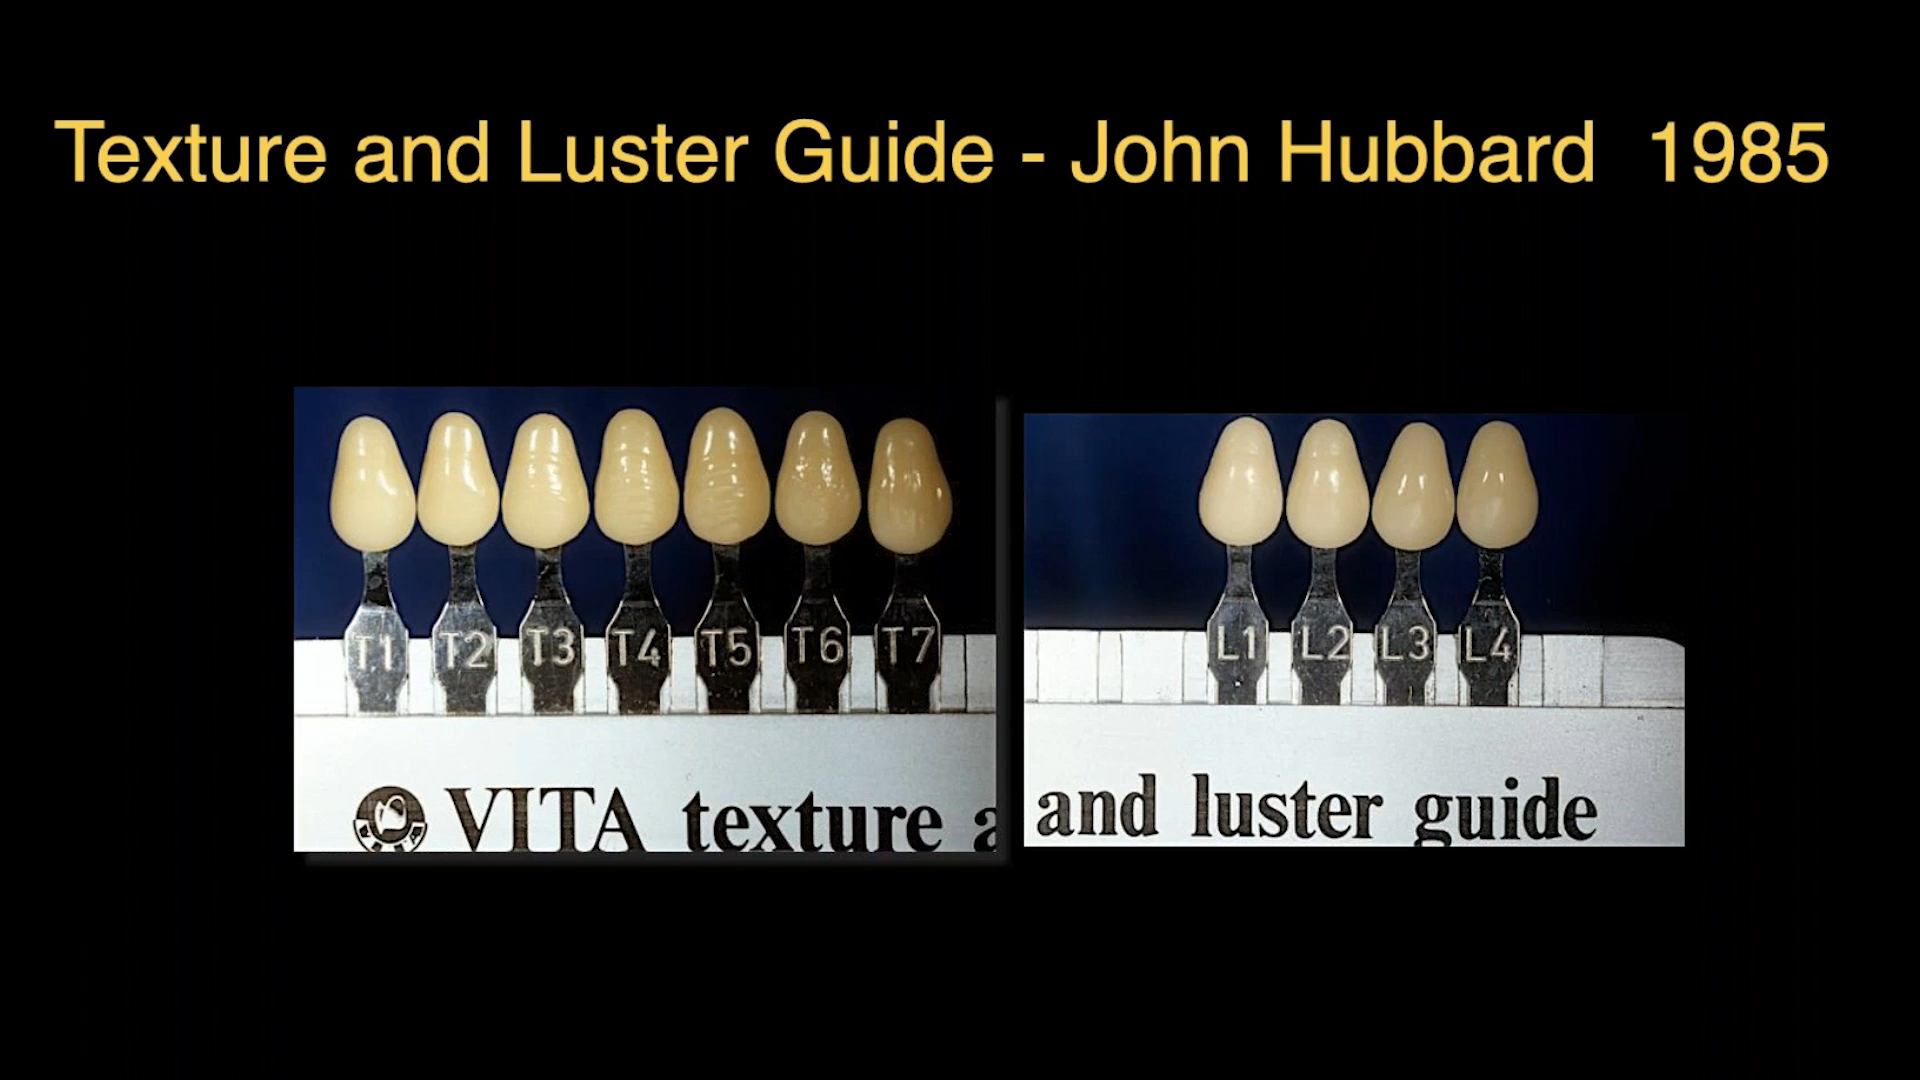 Texture and Luster Guide - John Hubbard 1985
T1 T2 T3 T4 T5 T6 T7
VITA texture a
L1 L2 L3 L4
and luster guide